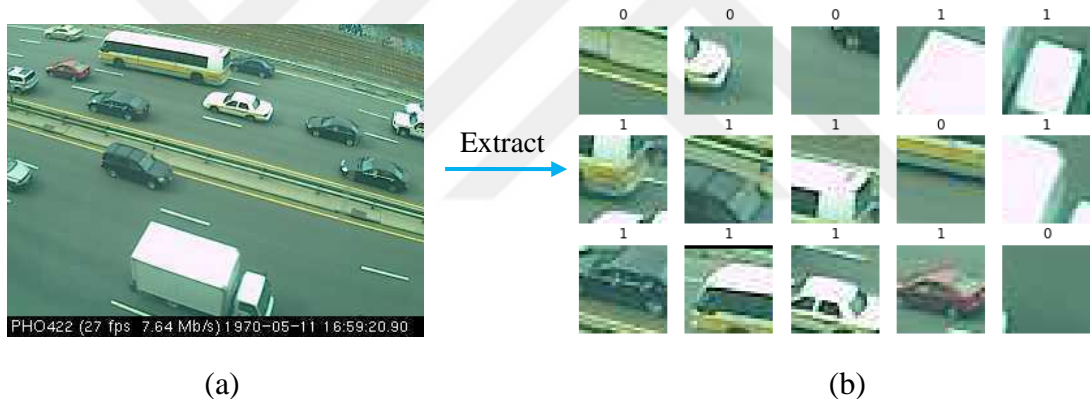 0 0 0 1 1
Extract
1 1 1 0 1
1 1 1 1 0
PHO422 (27 fps 7.64 Mb/s) 1970-05-11 16:59:20.90
(a) (b)